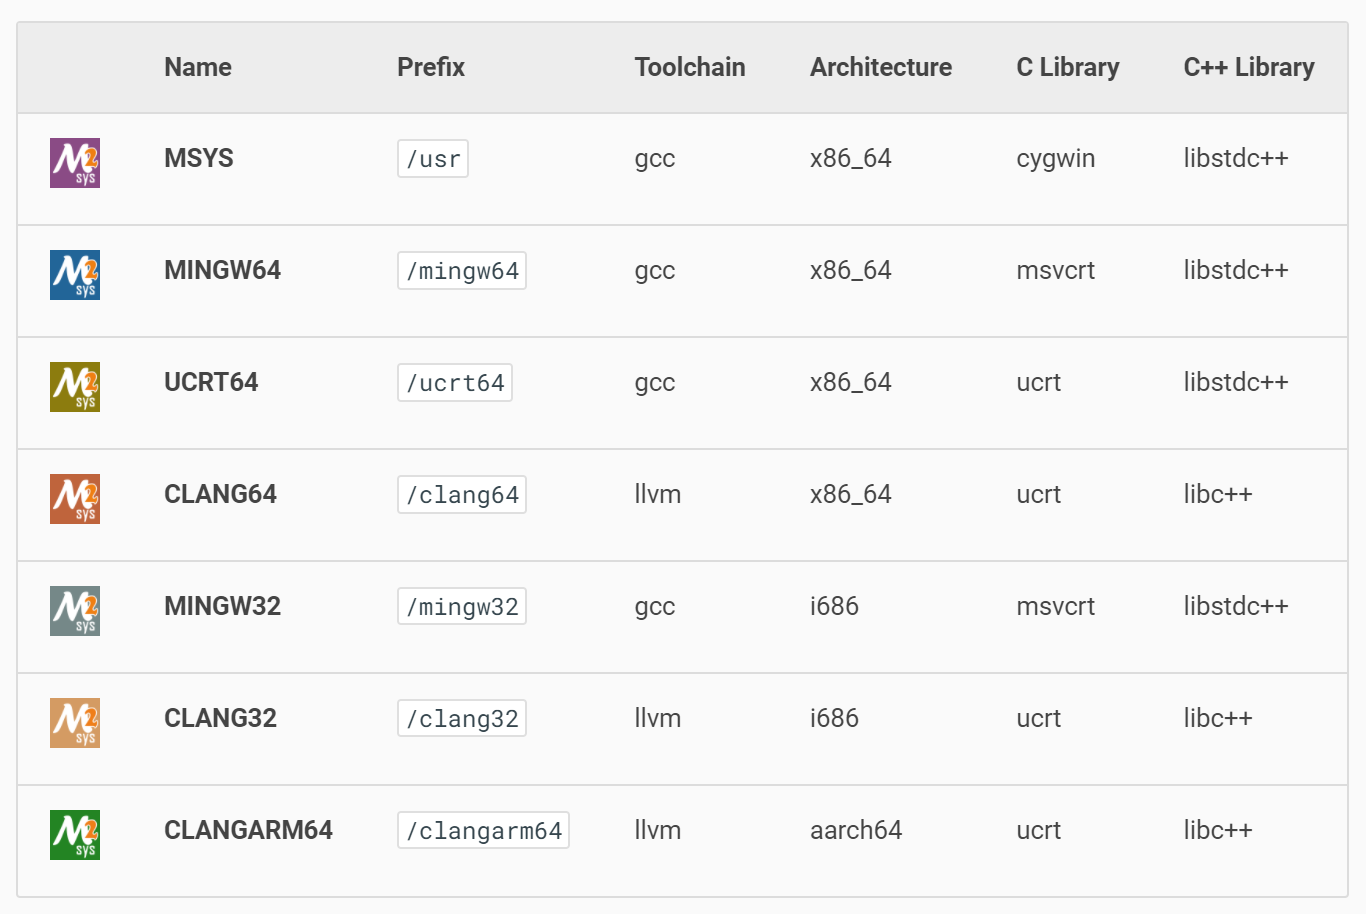 Name Prefix Toolchain Architecture C Library C++ Library
M2 sys MSYS /usr gcc x86_64 cygwin libstdc++
M2 sys MINGW64 /mingw64 gcc x86_64 msvcrt libstdc++
M2 sys UCRT64 /ucrt64 gcc x86_64 ucrt libstdc++
M2 sys CLANG64 /clang64 llvm x86_64 ucrt libc++
M2 sys MINGW32 /mingw32 gcc i686 msvcrt libstdc++
M2 sys CLANG32 /clang32 llvm i686 ucrt libc++
M2 sys CLANGARM64 /clangarm64 llvm aarch64 ucrt libc++